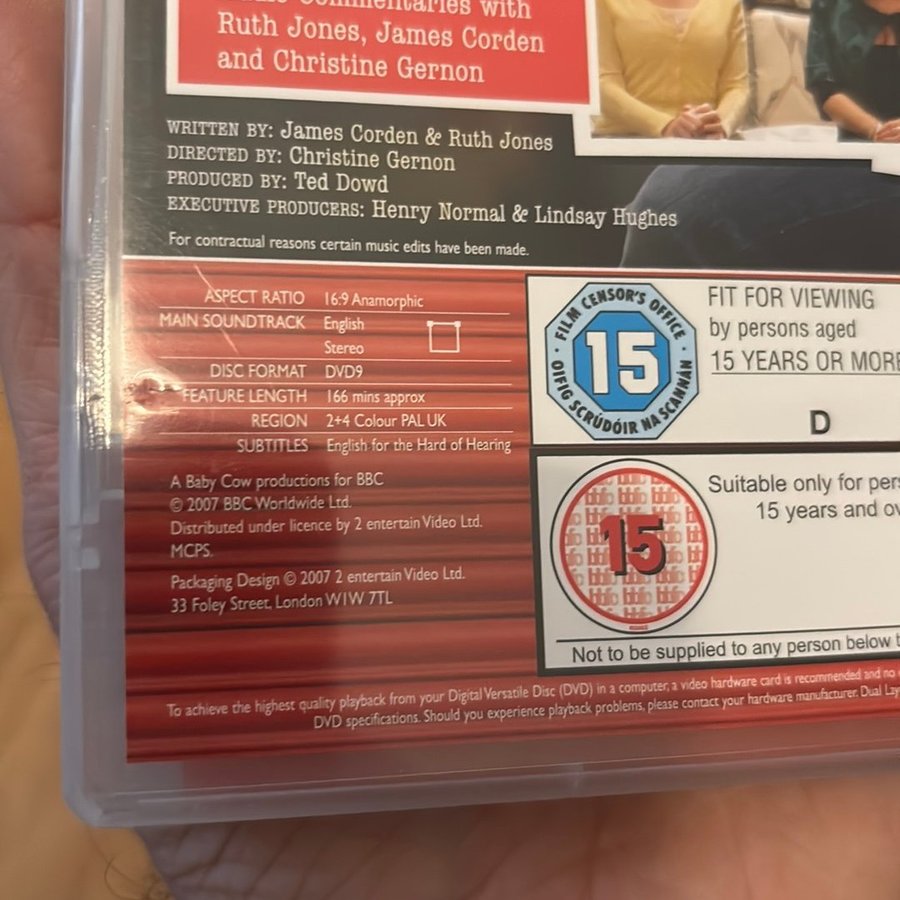 Commentaries with
Ruth Jones, James Corden
and Christine Gernon
WRITTEN BY: James Corden & Ruth Jones
DIRECTED BY: Christine Gernon
PRODUCED BY: Ted Dowd
EXECUTIVE PRODUCERS: Henry Normal & Lindsay Hughes
For contractual reasons certain music edits have been made.
ASPECT RATIO 16:9 Anamorphic
MAIN SOUNDTRACK English
Stereo
DISC FORMAT DVD9
FEATURE LENGTH 166 mins approx
REGION 2+4 Colour PAL UK
SUBTITLES English for the Hard of Hearing
A Baby Cow productions for BBC
© 2007 BBC Worldwide Ltd.
Distributed under licence by 2 entertain Video Ltd.
MCPS.
Packaging Design © 2007 2 entertain Video Ltd.
33 Foley Street, London W1W 7TL
FILM CENSOR'S OFFICE
15
OIFIG SCRÚDÓIR NA SCANNÁN
FIT FOR VIEWING
by persons aged
15 YEARS OR MORE
D
bbfc
15
Suitable only for pers
15 years and ov
Not to be supplied to any person below t
To achieve the highest quality playback from your Digital Versatile Disc (DVD) in a computer, a video hardware card is recommended and no
DVD specifications. Should you experience playback problems, please contact your hardware manufacturer. Dual Lay